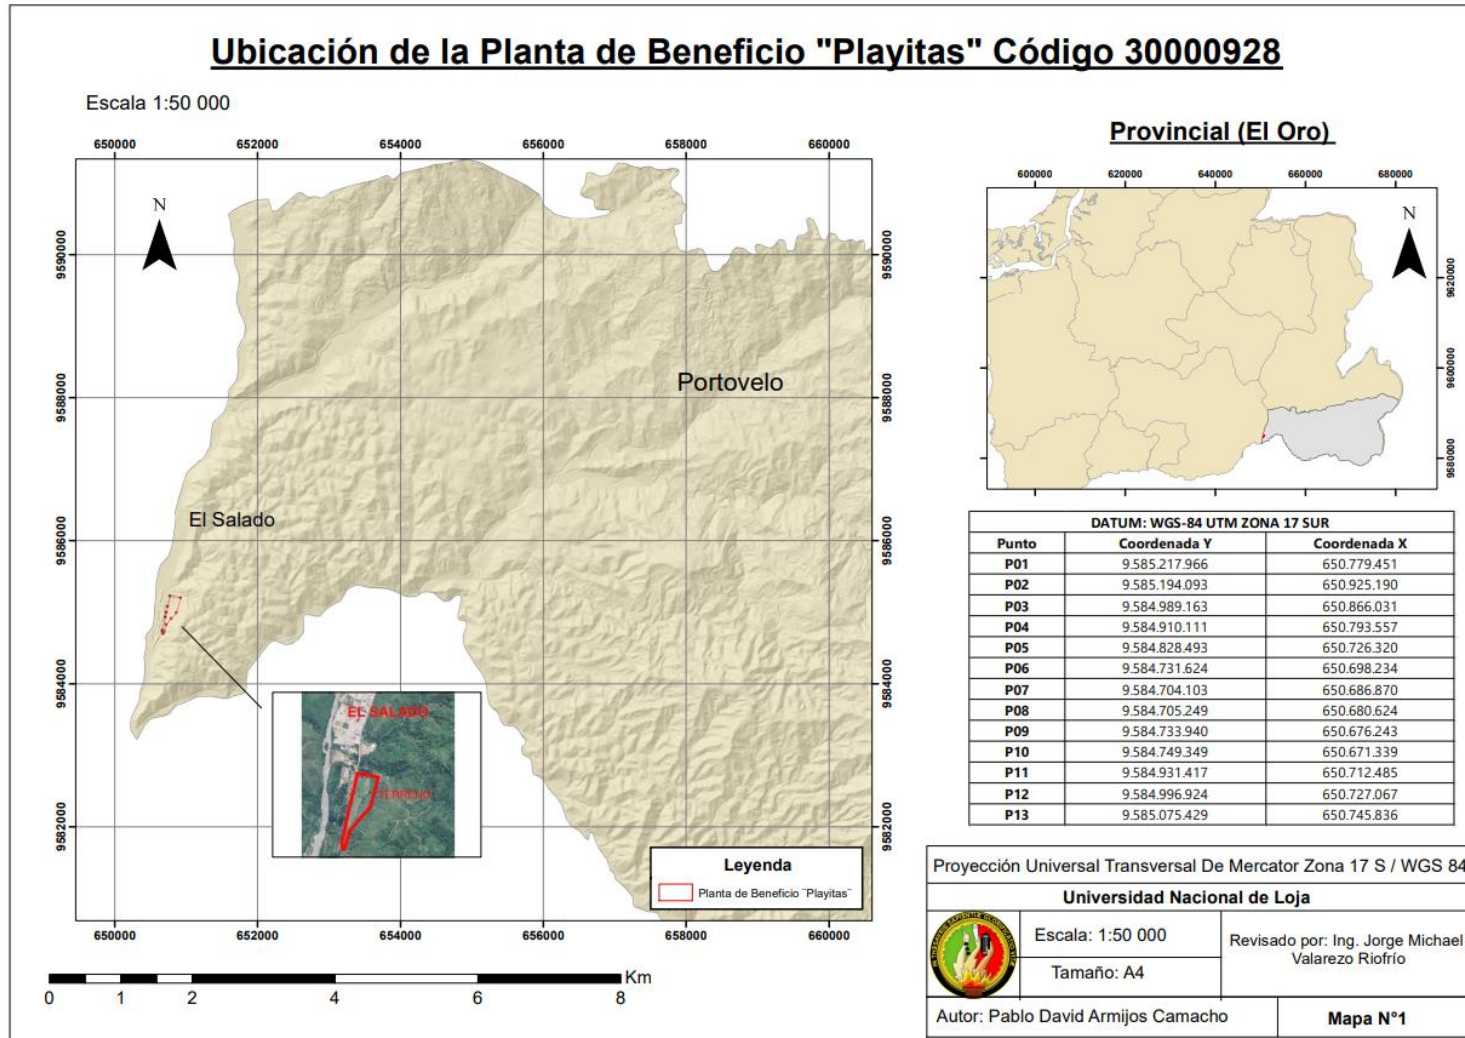 Ubicación de la Planta de Beneficio "Playitas" Código 30000928
Escala 1:50 000
650000 652000 654000 656000 658000 660000
N
9590000 9590000
9588000 9588000
9586000 9586000
9584000 9584000
9582000 9582000
Portovelo
El Salado
EL SALADO
TERRENO
Leyenda
Planta de Beneficio ¨Playitas¨
650000 652000 654000 656000 658000 660000
Km
0 1 2 4 6 8
Provincial (El Oro)
600000 620000 6408000 660000 680000
N
9620000
9600000
9580000
DATUM: WGS-84 UTM ZONA 17 SUR
Punto Coordenada Y Coordenada X
P01 9.585.217.966 650.779.451
P02 9.585.194.093 650.925.190
P03 9.584.989.163 650.866.031
P04 9.584.910.111 650.793.557
P05 9.584.828.493 650.726.320
P06 9.584.731.624 650.698.234
P07 9.584.704.103 650.686.870
P08 9.584.705.249 650.680.624
P09 9.584.733.940 650.676.243
P10 9.584.749.349 650.671.339
P11 9.584.931.417 650.712.485
P12 9.584.996.924 650.727.067
P13 9.585.075.429 650.745.836
Proyección Universal Transversal De Mercator Zona 17 S / WGS 84
Universidad Nacional de Loja
Escala: 1:50 000
Tamaño: A4
Revisado por: Ing. Jorge Michael
Valarezo Riofrío
Autor: Pablo David Armijos Camacho
Mapa N°1